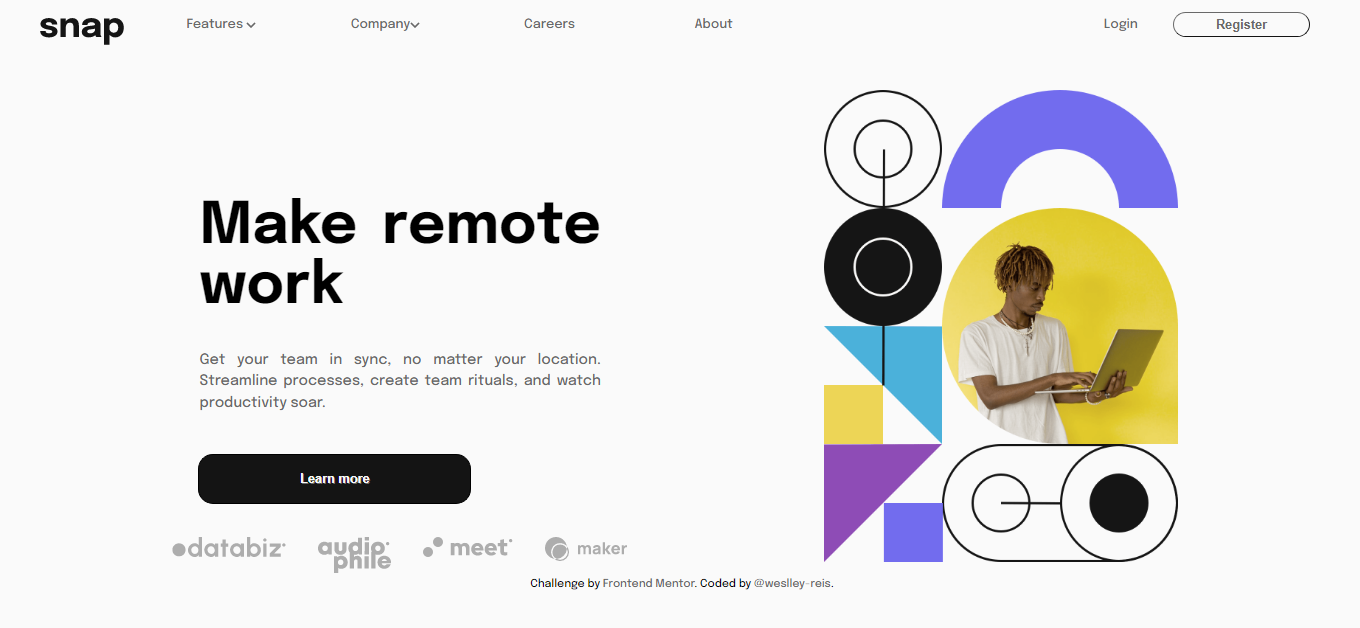 snap
Features
Company
Careers
About
Login
Register
Make remote
work
Get your team in sync, no matter your location.
Streamline processes, create team rituals, and watch
productivity soar.
Learn more
databiz
audio
phile
meet
maker
Challenge by Frontend Mentor. Coded by @weslley-reis.